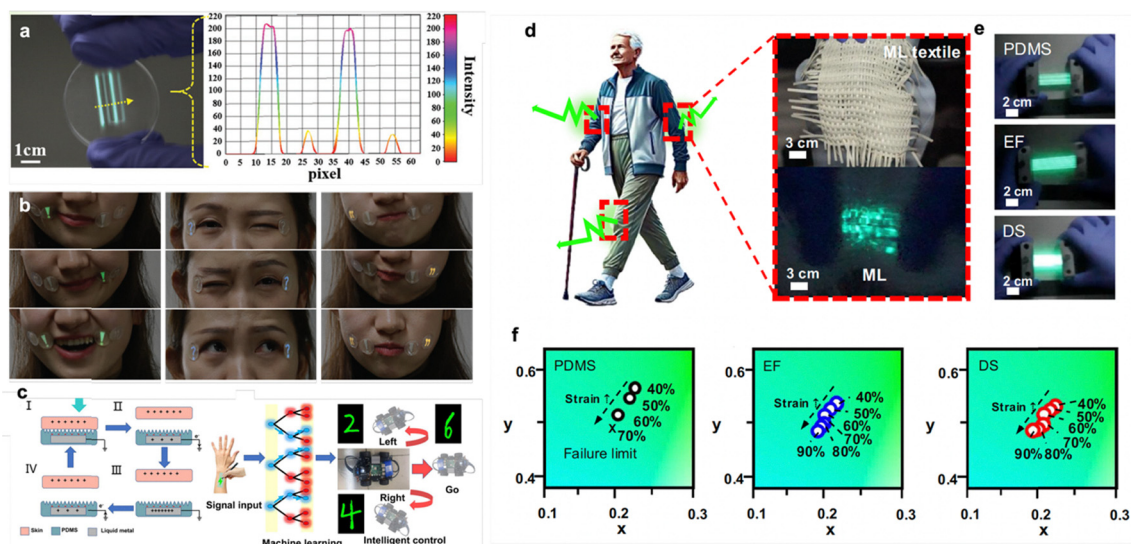 a
1cm
Intensity
220
200
180
160
140
120
100
80
60
40
20
0
0 5 10 15 20 25 30 35 40 45 50 55 60
pixel
220
200
180
160
140
120
100
80
60
40
20
0
b
c
I
II
IV
III
e-
e-
Skin
PDMS
Liquid metal
Signal input
Machine learning
2
6
Left
Right
Go
4
Intelligent control
d
ML textile
3 cm
ML
3 cm
e
PDMS
2 cm
EF
2 cm
DS
2 cm
f
PDMS
0.6
Strain ↑
40%
50%
60%
x
70%
y
Failure limit
0.4
0.1 0.2 0.3
x
EF
0.6
Strain ↑
40%
50%
60%
70%
90% 80%
y
0.4
0.1 0.2 0.3
x
DS
0.6
Strain ↑
40%
50%
60%
70%
90% 80%
y
0.4
0.1 0.2 0.3
x